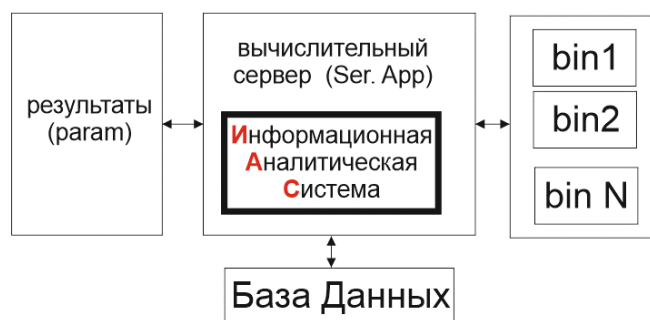 результаты
(param)
вычислительный
сервер (Ser. App)
Информационная
Аналитическая
Система
bin1
bin2
bin N
База Данных